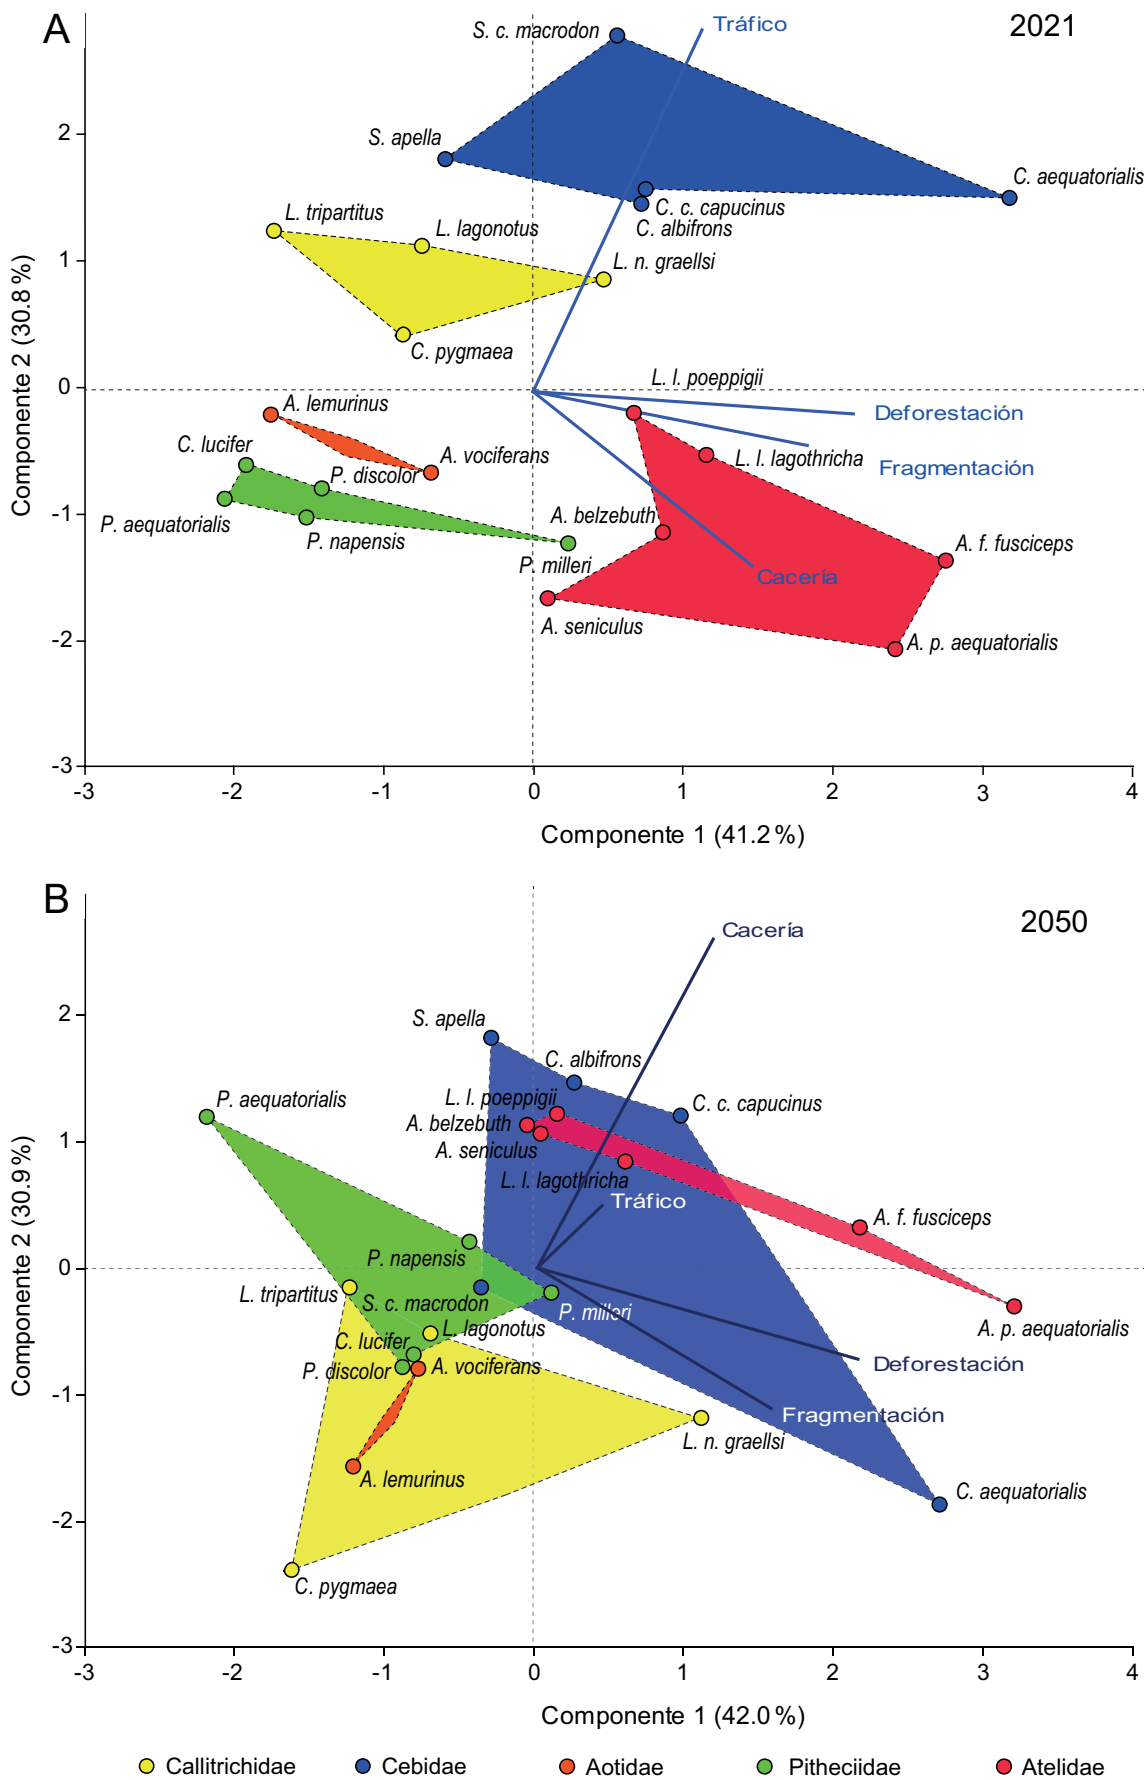 A
2021
S. c. macrodon
Tráfico
S. apella
C. aequatorialis
C. c. capucinus
C. albifrons
L. tripartitus
L. lagonotus
L. n. graellsi
C. pygmaea
L. l. poeppigii
Deforestación
A. lemurinus
C. lucifer
A. vociferans
P. discolor
L. l. lagothricha
Fragmentación
P. aequatorialis
P. napensis
A. belzebuth
P. milleri
A. f. fusciceps
Cacería
A. seniculus
A. p. aequatorialis
2
1
0
-1
-2
-3
Componente 2 (30.8 %)
-3 -2 -1 0 1 2 3 4
Componente 1 (41.2 %)
B
2050
Cacería
S. apella
C. albifrons
P. aequatorialis
L. l. poeppigii
C. c. capucinus
A. belzebuth
A. seniculus
L. l. lagothricha
Tráfico
A. f. fusciceps
P. napensis
L. tripartitus
S. c. macrodon
P. milleri
A. p. aequatorialis
C. lucifer
L. lagonotus
P. discolor
A. vociferans
Deforestación
Fragmentación
L. n. graellsi
A. lemurinus
C. aequatorialis
C. pygmaea
2
1
0
-1
-2
-3
Componente 2 (30.9 %)
-3 -2 -1 0 1 2 3 4
Componente 1 (42.0 %)
Callitrichidae Cebidae Aotidae Pitheciidae Atelidae